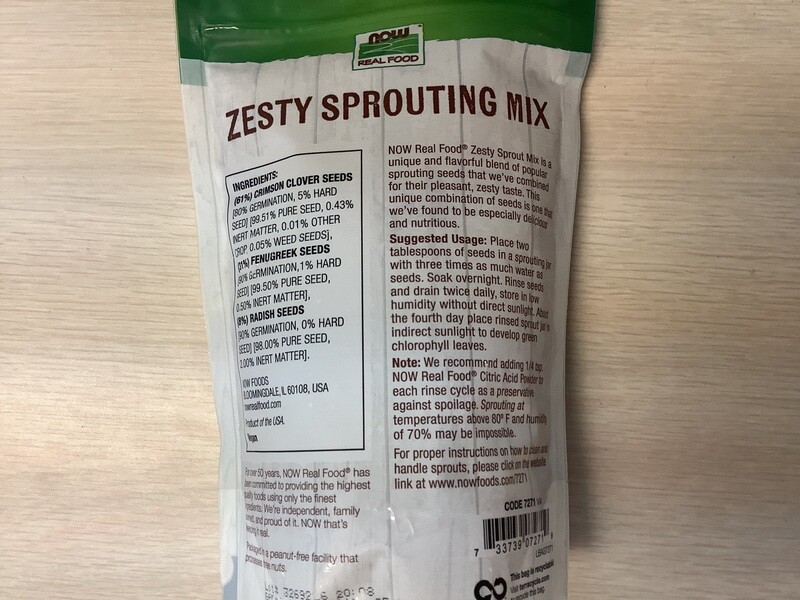 NOW
REAL FOOD
ZESTY SPROUTING MIX
INGREDIENTS:
(61%) CRIMSON CLOVER SEEDS
[80% GERMINATION, 5% HARD
SEED] (99.51% PURE SEED, 0.43%
INERT MATTER, 0.01% OTHER
CROP, 0.05% WEED SEEDS],
FENUGREEK SEEDS
[90% GERMINATION, 1% HARD
SEED] [99.50% PURE SEED,
0.50% INERT MATTER],
(8%) RADISH SEEDS
[90% GERMINATION, 0% HARD
SEED] [98.00% PURE SEED,
2.00% INERT MATTER].
NOW FOODS
BLOOMINGDALE, IL 60108, USA
nowrealfood.com
Product of the USA.
Vegan
For over 50 years, NOW Real Food® has
been committed to providing the highest
quality foods using only the finest
ingredients. We're independent, family
owned, and proud of it. NOW that's
keeping it real.
Packaged in a peanut-free facility that
processes tree nuts.
NOW Real Food® Zesty Sprout Mix is a
unique and flavorful blend of popular
sprouting seeds that we've combined
for their pleasant, zesty taste. This
unique combination of seeds is one that
we've found to be especially delicious
and nutritious.
Suggested Usage: Place two
tablespoons of seeds in a sprouting jar
with three times as much water as
seeds. Soak overnight. Rinse seeds
and drain twice daily, store in low
humidity without direct sunlight. About
the fourth day place rinsed sprout jar in
indirect sunlight to develop green
chlorophyll leaves.
Note: We recommend adding 1/4 tsp.
NOW Real Food® Citric Acid Powder to
each rinse cycle as a preservative
against spoilage. Sprouting at
temperatures above 80º F and humidity
of 70% may be impossible.
For proper instructions on how to clean and
handle sprouts, please click on the website
link at www.nowfoods.com/7271
CODE 7271
7 33739 07271
This bag is recyclable
Visit terracycle.com